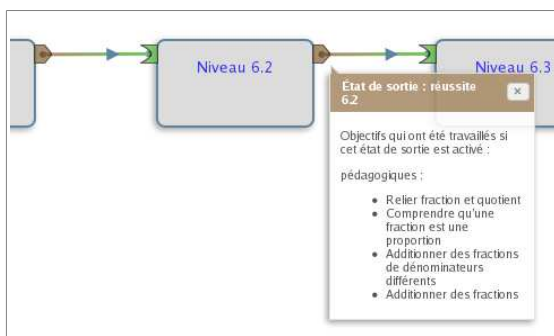 Niveau 6.2
Niveau 6.3
État de sortie : réussite
6.2
Objectifs qui ont été travaillés si
cet état de sortie est activé :
pédagogiques :
• Relier fraction et quotient
• Comprendre qu'une
fraction est une
proportion
• Additionner des fractions
de dénominateurs
différents
• Additionner des fractions